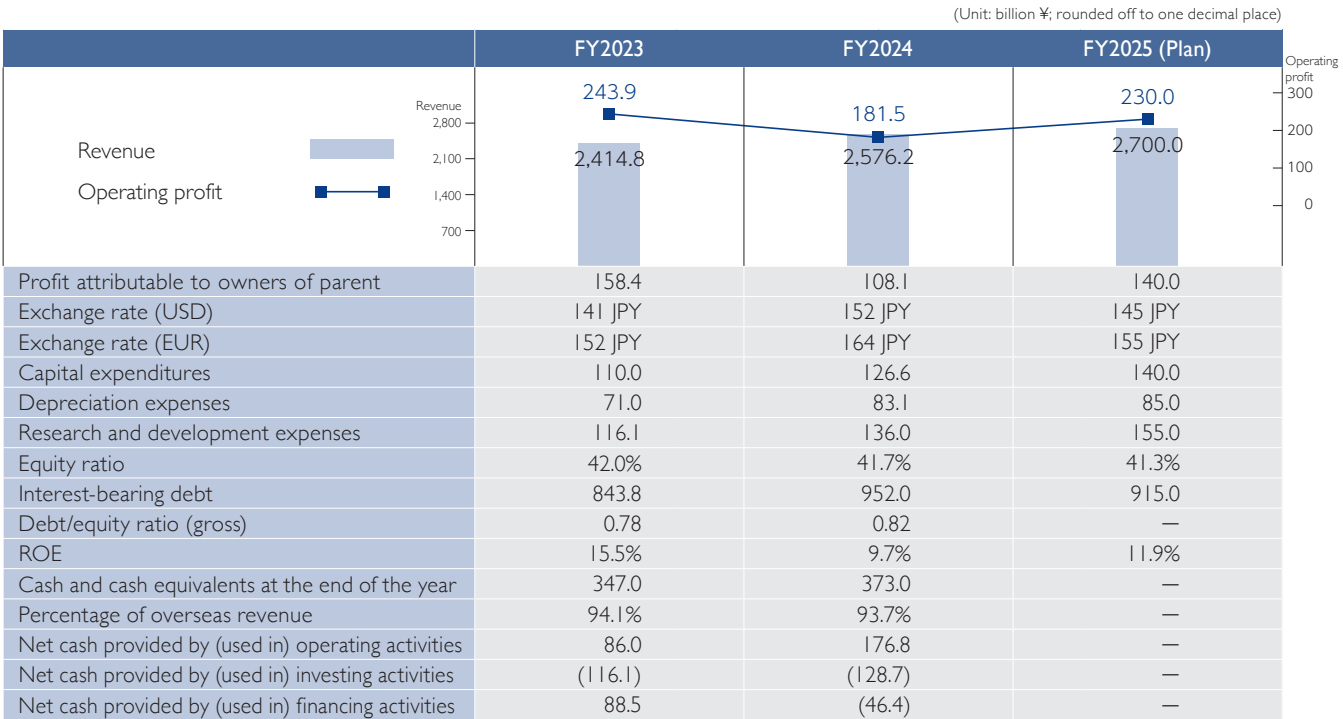 (Unit: billion ¥; rounded off to one decimal place)
FY2023 FY2024 FY2025 (Plan)
Operating
profit
Revenue
300
200
100
0
2,800
2,100
1,400
700
Revenue
Operating profit
243.9 181.5 230.0
2,414.8 2,576.2 2,700.0
Profit attributable to owners of parent 158.4 108.1 140.0
Exchange rate (USD) 141 JPY 152 JPY 145 JPY
Exchange rate (EUR) 152 JPY 164 JPY 155 JPY
Capital expenditures 110.0 126.6 140.0
Depreciation expenses 71.0 83.1 85.0
Research and development expenses 116.1 136.0 155.0
Equity ratio 42.0% 41.7% 41.3%
Interest-bearing debt 843.8 952.0 915.0
Debt/equity ratio (gross) 0.78 0.82 —
ROE 15.5% 9.7% 11.9%
Cash and cash equivalents at the end of the year 347.0 373.0 —
Percentage of overseas revenue 94.1% 93.7% —
Net cash provided by (used in) operating activities 86.0 176.8 —
Net cash provided by (used in) investing activities (116.1) (128.7) —
Net cash provided by (used in) financing activities 88.5 (46.4) —